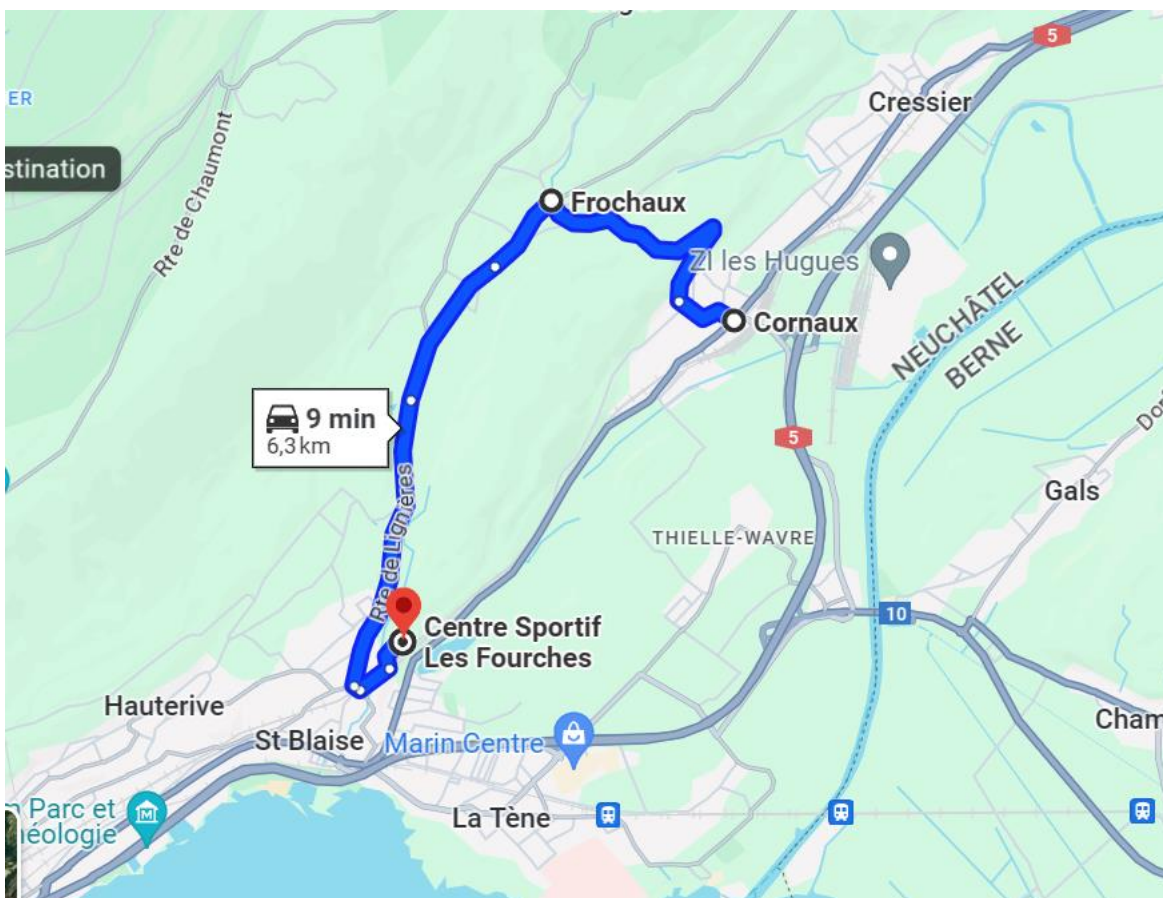 5
Cressier
ER
Rte de Chaumont
stination
Frochaux
ZI les Hugues
NEUCHÂTEL
BERNE
Cornaux
9 min
6,3 km
5
Gals
Rte de Lignières
THIELLE-WAVRE
10
Centre Sportif
Les Fourches
Hauterive
Cham
St Blaise
Marin Centre
n Parc et
héologie
La Tène